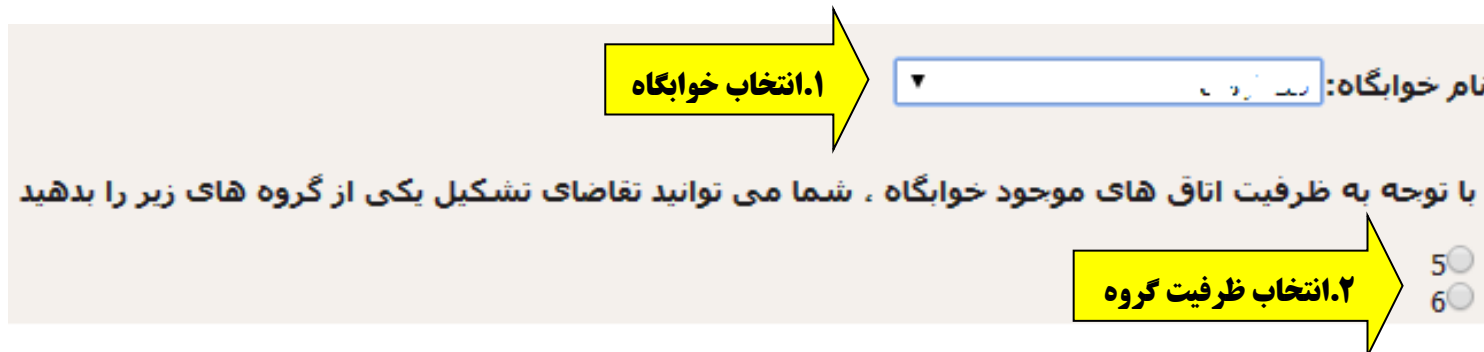 نام خوابگاه:
۱.انتخاب خوابگاه
با توجه به ظرفیت اتاق های موجود خوابگاه ، شما می توانید تقاضای تشکیل یکی از گروه های زیر را بدهید
5
6
۲.انتخاب ظرفیت گروه